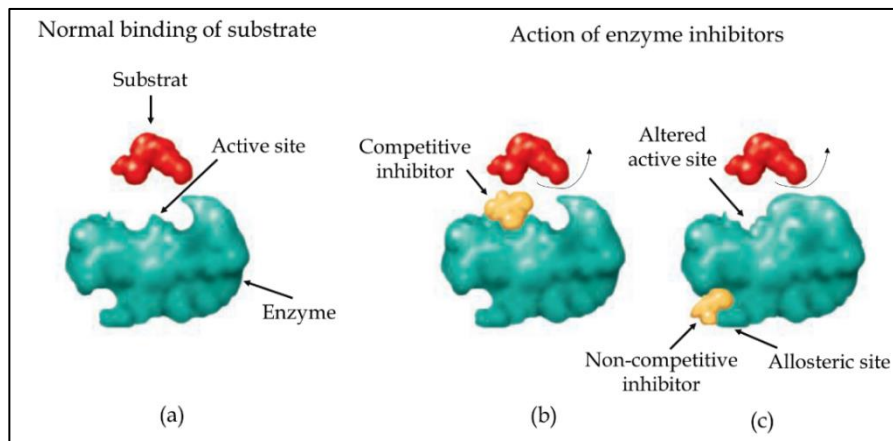 Normal binding of substrate
Action of enzyme inhibitors
Substrat
Active site
Enzyme
Competitive
inhibitor
Altered
active site
Non-competitive
inhibitor
Allosteric site
(a)
(b)
(c)